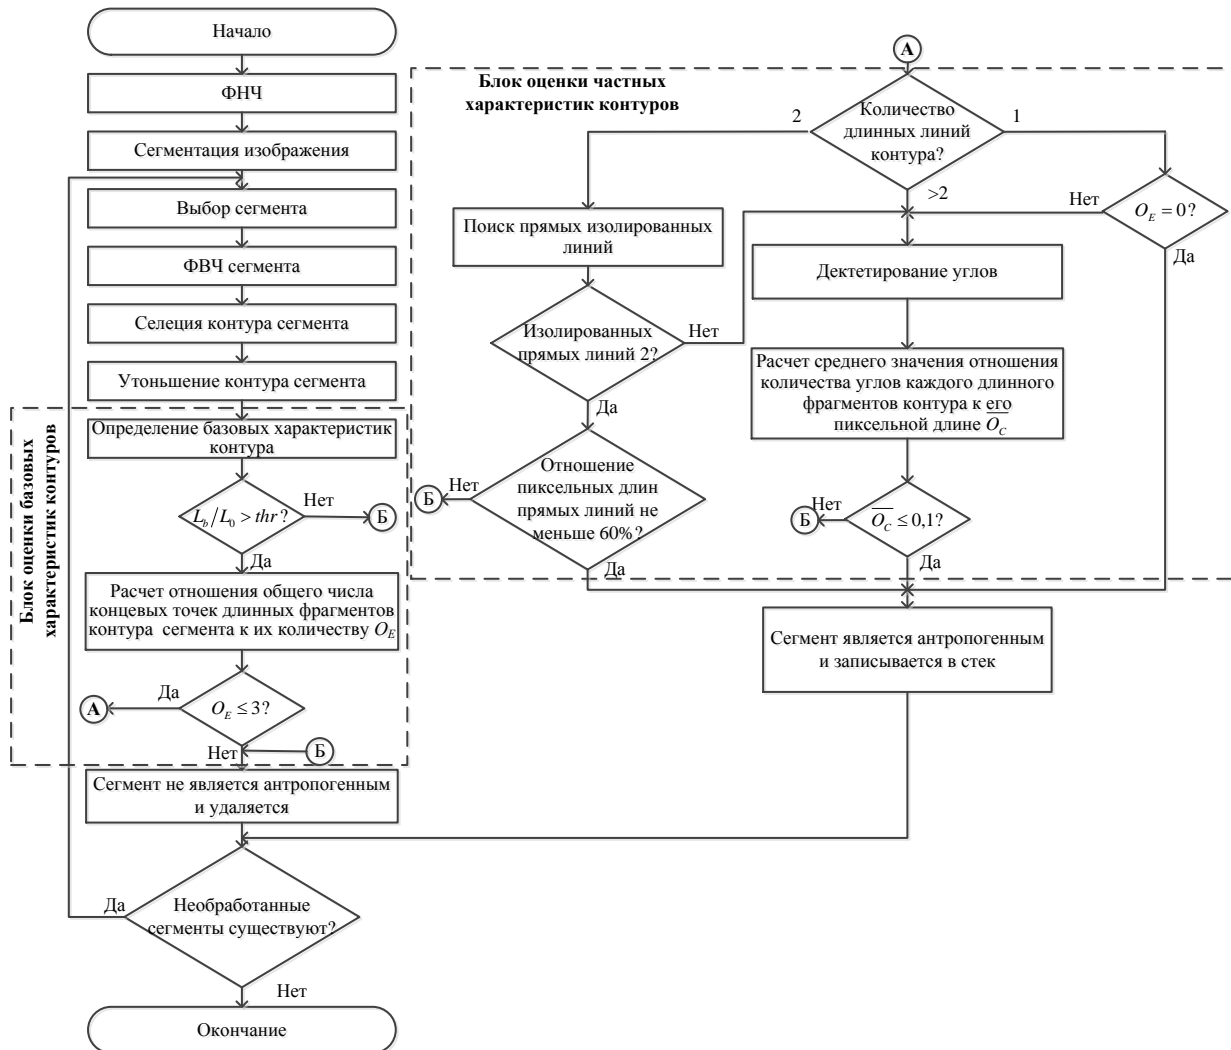 Начало
ФНЧ
Сегментация изображения
Выбор сегмента
ФВЧ сегмента
Селеция контура сегмента
Утоньшение контура сегмента
Блок оценки базовых
характеристик контуров
Определение базовых характеристик
контура
L_b/L_0 > thr?
Нет
Б
Да
Расчет отношения общего числа
концевых точек длинных фрагментов
контура сегмента к их количеству O_E
O_E ≤ 3?
Да
А
Нет
Б
Сегмент не является антропогенным
и удаляется
Необработанные
сегменты существуют?
Да
Нет
Окончание
А
Блок оценки частных
характеристик контуров
Количество
длинных линий
контура?
2
1
>2
Поиск прямых изолированных
линий
Изолированных
прямых линий 2?
Нет
Да
Отношение
пиксельных длин
прямых линий не
меньше 60%?
Нет
Б
Да
O_E = 0?
Нет
Да
Дектетирование углов
Расчет среднего значения отношения
количества углов каждого длинного
фрагментов контура к его
пиксельной длине O̅_C
O̅_C ≤ 0,1?
Нет
Б
Да
Сегмент является антропогенным
и записывается в стек